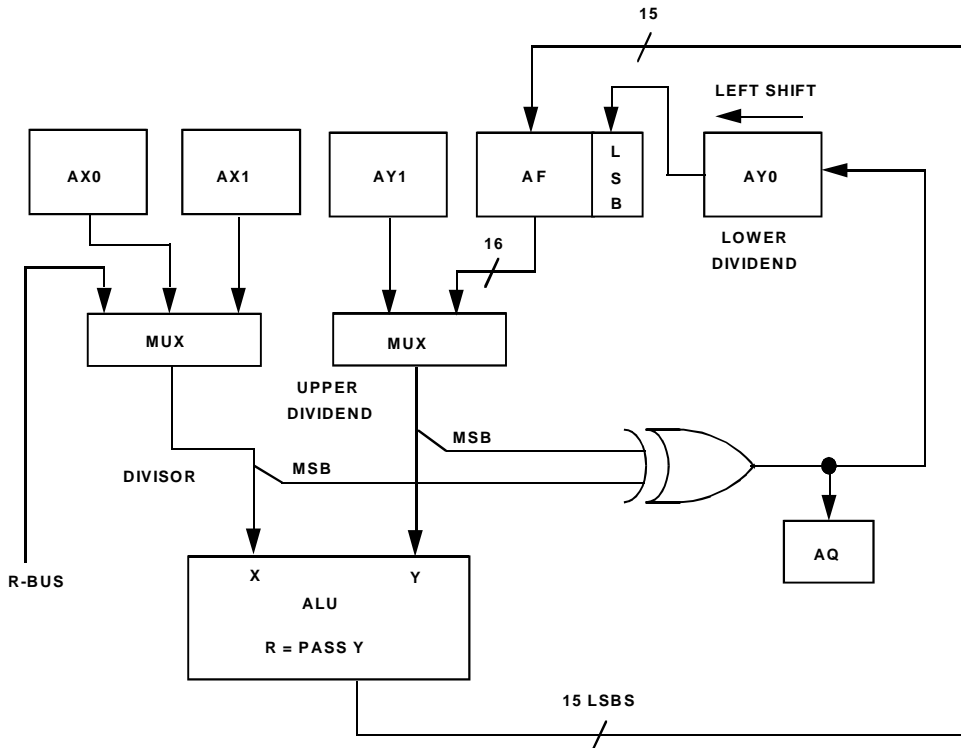 15
LEFT SHIFT
AX0
AX1
AY1
AF
L
S
B
AY0
LOWER
DIVIDEND
16
MUX
MUX
UPPER
DIVIDEND
MSB
MSB
DIVISOR
R-BUS
X
Y
ALU
R = PASS Y
AQ
15 LSBS